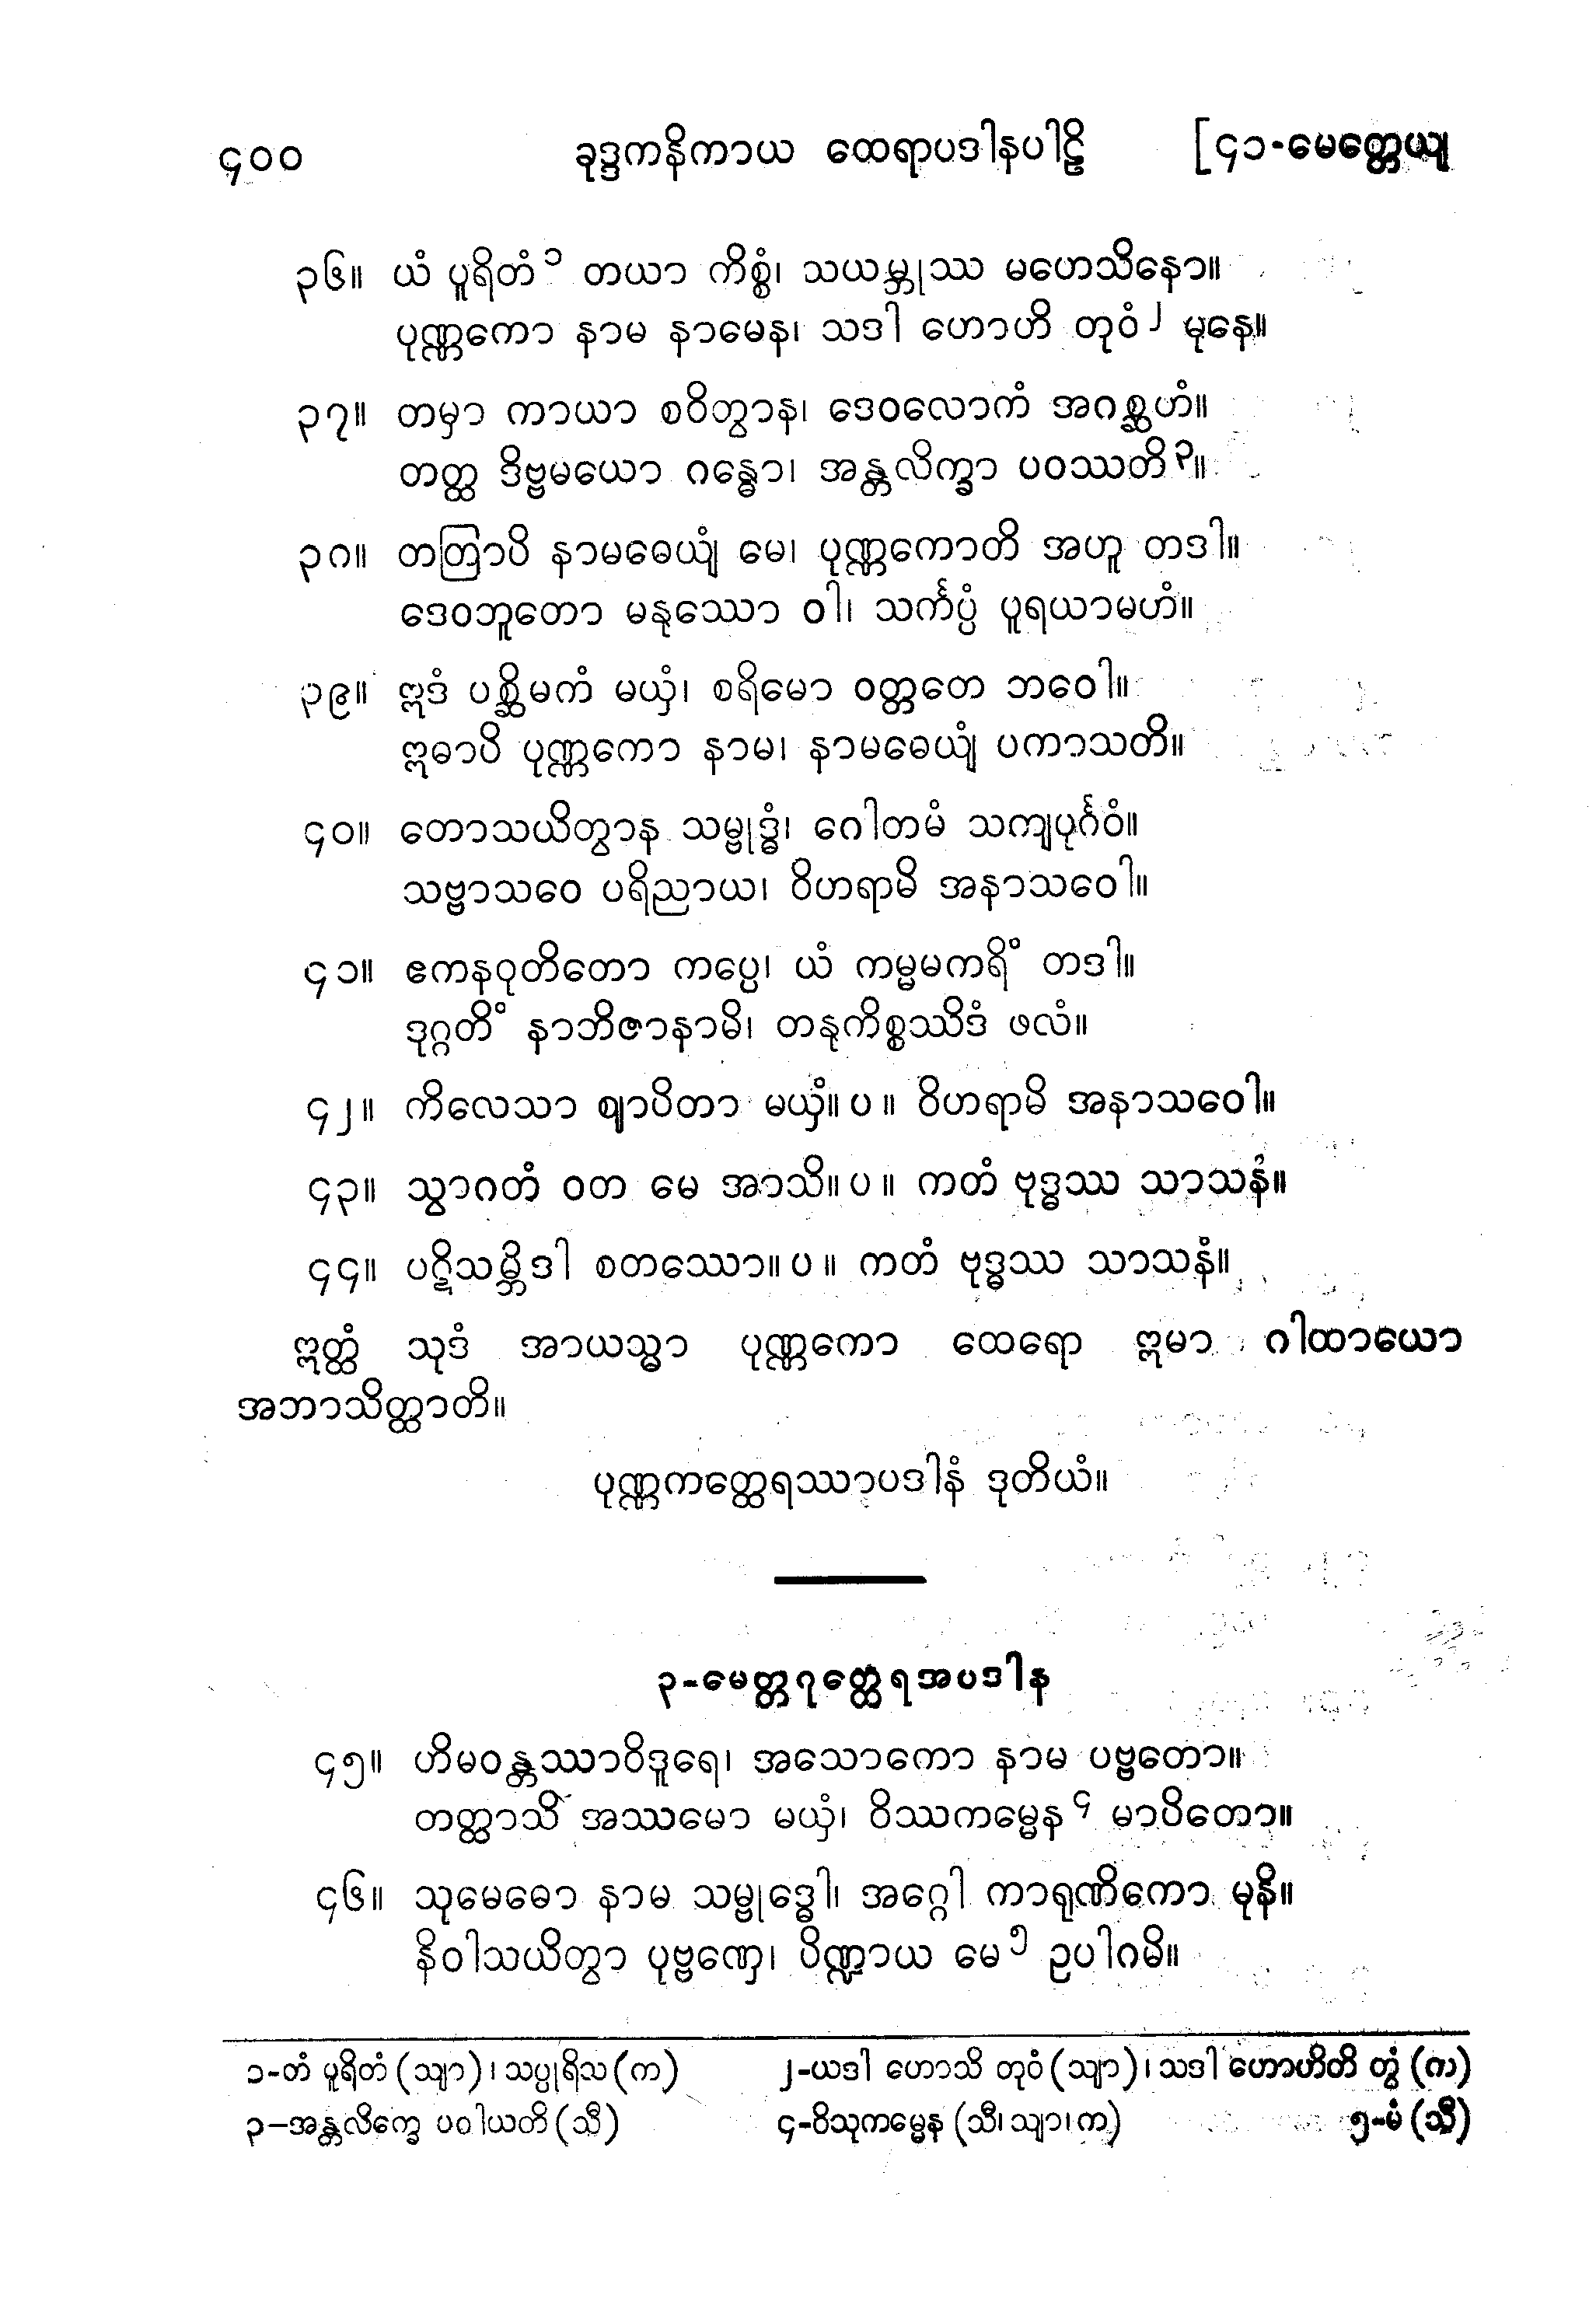 ၄၀၀ ခုဒ္ဒကနိကာယ ထေရာပဒါနပါဠိ [၄၁-မေတ္တေယျ
၃၆။ ယံ ပူရိတံ ၁ တယာ ကိစ္စံ၊ သယမ္ဘုဿ မဟေသိနော။
ပုဏ္ဏကော နာမ နာမေန၊ သဒါ ဟောဟိ တုဝံ ၂ မုနေ။
၃၇။ တမှာ ကာယာ စဝိတွာန၊ ဒေဝလောကံ အဂစ္ဆဟံ။
တတ္ထ ဒိဗ္ဗမယော ဂန္ဓော၊ အန္တလိက္ခာ ပဝဿတိ ၃။
၃၈။ တတြာပိ နာမဓေယျံ မေ၊ ပုဏ္ဏကောတိ အဟူ တဒါ။
ဒေဝဘူတော မနုဿော ဝါ၊ သင်္ကပ္ပံ ပူရယာမဟံ။
၃၉။ ဣဒံ ပစ္ဆိမကံ မယှံ၊ စရိမော ဝတ္တတေ ဘဝေါ။
ဣဓာပိ ပုဏ္ဏကော နာမ၊ နာမဓေယျံ ပကာသတိ။
၄၀။ တောသယိတွာန သမ္ဗုဒ္ဓံ၊ ဂေါတမံ သကျပုင်္ဂဝံ။
သဗ္ဗာသဝေ ပရိညာယ၊ ဝိဟရာမိ အနာသဝေါ။
၄၁။ ဧကနဝုတိတော ကပ္ပေ၊ ယံ ကမ္မမကရိံ တဒါ။
ဒုဂ္ဂတိံ နာဘိဇာနာမိ၊ တနုကိစ္စဿိဒံ ဖလံ။
၄၂။ ကိလေသာ ဈာပိတာ မယှံ။ ပ ။ ဝိဟရာမိ အနာသဝေါ။
၄၃။ သွာဂတံ ဝတ မေ အာသိ။ ပ ။ ကတံ ဗုဒ္ဓဿ သာသနံ။
၄၄။ ပဋိသမ္ဘိဒါ စတဿော။ ပ ။ ကတံ ဗုဒ္ဓဿ သာသနံ။
ဣတ္ထံ သုဒံ အာယသ္မာ ပုဏ္ဏကော ထေရော ဣမာ ဂါထာယော
အဘာသိတ္ထာတိ။
ပုဏ္ဏကတ္ထေရဿာပဒါနံ ဒုတိယံ။
၃-မေတ္တဂုတ္ထေရအပဒါန
၄၅။ ဟိမဝန္တဿာဝိဒူရေ၊ အသောကော နာမ ပဗ္ဗတော။
တတ္ထာသိ အဿမော မယှံ၊ ဝိဿကမ္မေန ၄ မာပိတော။
၄၆။ သုမေဓော နာမ သမ္ဗုဒ္ဓေါ၊ အဂ္ဂေါ ကာရုဏိကော မုနိ။
နိဝါသယိတွာ ပုဗ္ဗဏှေ၊ ပိဏ္ဍာယ မေ ၅ ဥပါဂမိ။
၁-တံ ပူရိတံ (သျာ)၊ သပ္ပုရိသ (က) ၂-ယဒါ ဟောသိ တုဝံ (သျာ)၊ သဒါ ဟောဟိတိ တွံ (က)
၃-အန္တလိက္ခေ ပဝါယတိ (သီ) ၄-ဝိသုကမ္မေန (သီ၊ သျာ၊ က) ၅-မံ (သီ)